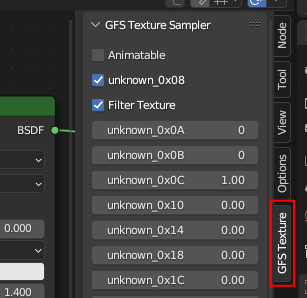 GFS Texture Sampler
Animatable
unknown_0x08
Filter Texture
unknown_0x0A 0
unknown_0x0B 0
unknown_0x0C 1.00
unknown_0x10 0.00
unknown_0x14 0.00
unknown_0x18 0.00
unknown_0x1C 0.00
BSDF
0.000
1.400
Node
Tool
View
Options
GFS Texture